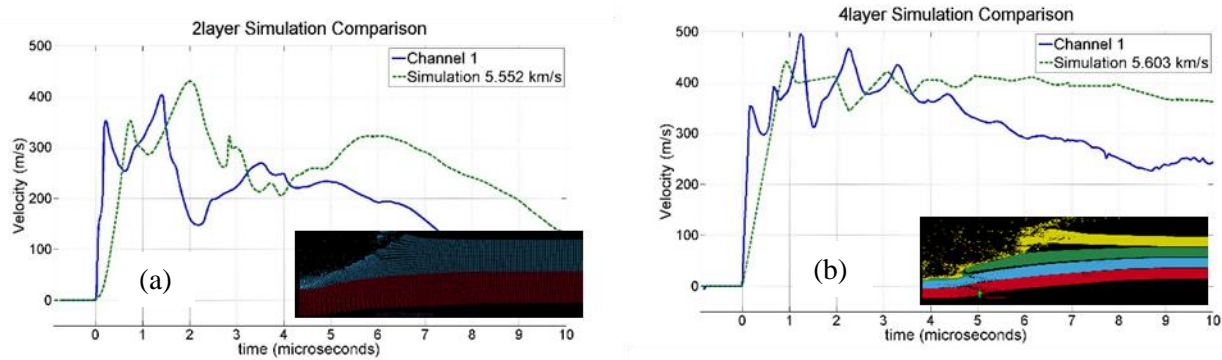 2layer Simulation Comparison
Channel 1
Simulation 5.552 km/s
500
400
300
200
100
0
-50
Velocity (m/s)
0 1 2 3 4 5 6 7 8 9 10
time (microseconds)
(a)
4layer Simulation Comparison
Channel 1
Simulation 5.603 km/s
500
400
300
200
100
0
-50
Velocity (m/s)
0 1 2 3 4 5 6 7 8 9 10
time (microseconds)
(b)